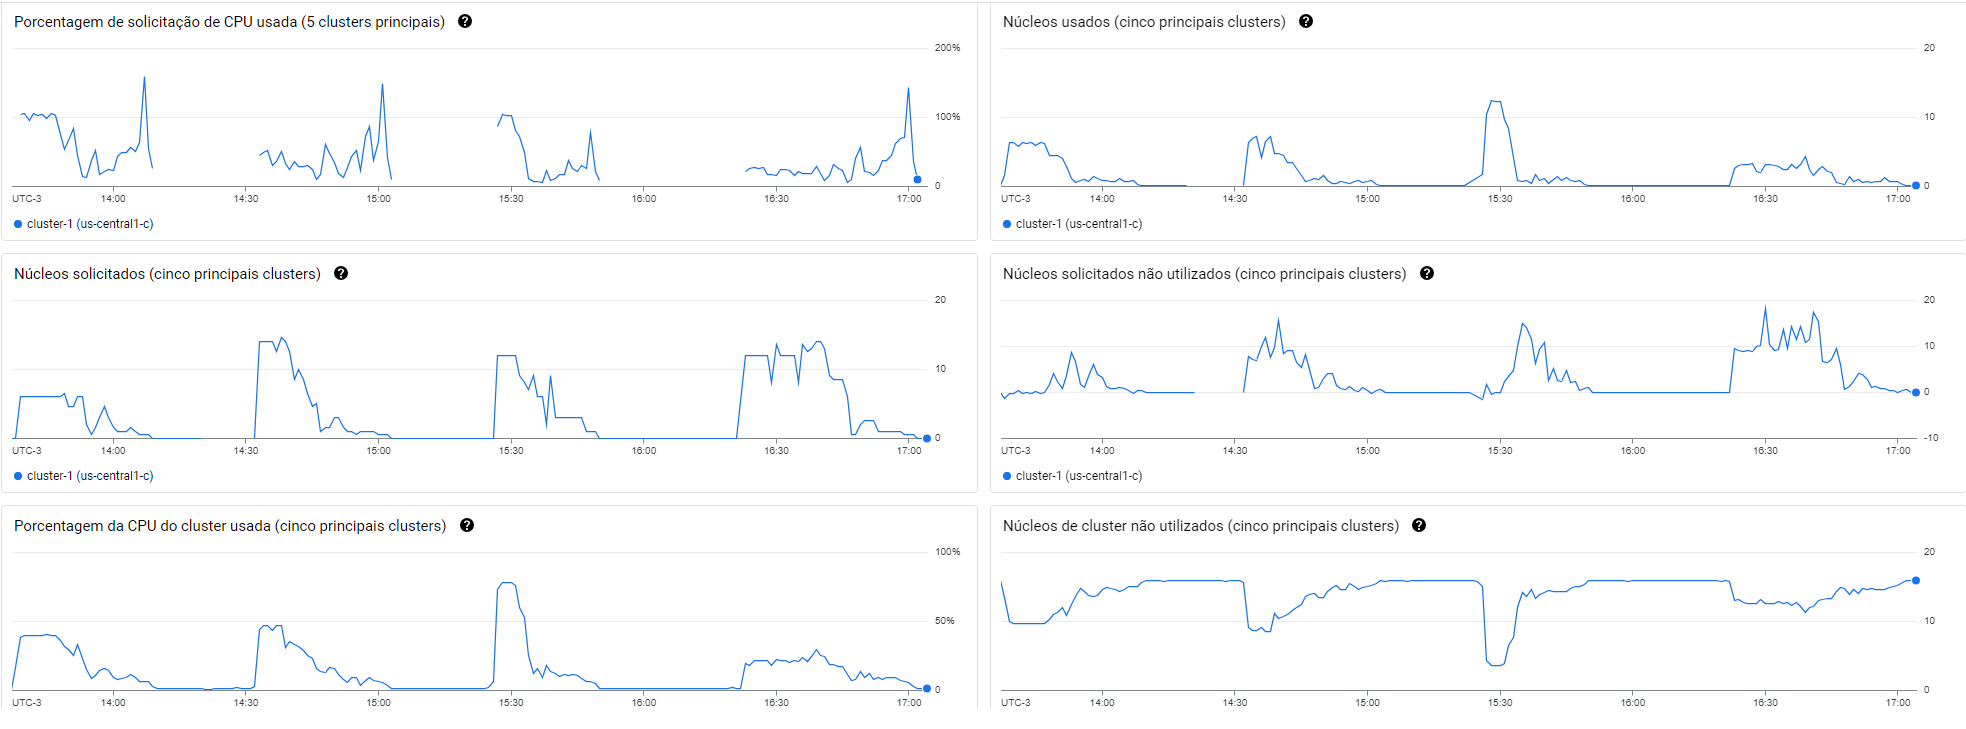 Porcentagem de solicitação de CPU usada (5 clusters principais) ?
200%
100%
0
UTC-3 14:00 14:30 15:00 15:30 16:00 16:30 17:00
cluster-1 (us-central1-c)
Núcleos usados (cinco principais clusters) ?
20
10
0
UTC-3 14:00 14:30 15:00 15:30 16:00 16:30 17:00
cluster-1 (us-central1-c)
Núcleos solicitados (cinco principais clusters) ?
20
10
0
UTC-3 14:00 14:30 15:00 15:30 16:00 16:30 17:00
cluster-1 (us-central1-c)
Núcleos solicitados não utilizados (cinco principais clusters) ?
20
10
0
-10
UTC-3 14:00 14:30 15:00 15:30 16:00 16:30 17:00
cluster-1 (us-central1-c)
Porcentagem da CPU do cluster usada (cinco principais clusters) ?
100%
50%
0
UTC-3 14:00 14:30 15:00 15:30 16:00 16:30 17:00
Núcleos de cluster não utilizados (cinco principais clusters) ?
20
10
0
UTC-3 14:00 14:30 15:00 15:30 16:00 16:30 17:00